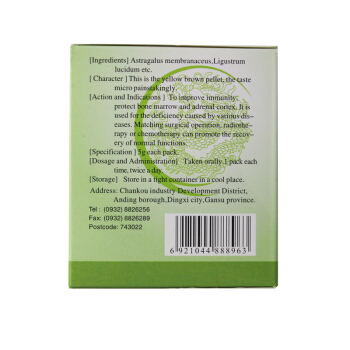 [Ingredients] Astragalus membranaceous,Ligustrum
lucidum etc.
[ Character ] This is the yellow brown pellet, the taste
micro painstakingly.
[Action and Indications ] To improve immunity,
protect bone marrow and adrenal cortex. It is
used for the deficiency caused by various dis-
eases. Matching surgical operation, radiothe-
rapy or chemotherapy can promote the recov-
ery of normal functions.
[Specification ] 5g each pack.
[Dosage and Administration] Taken orally.1 pack each
time, twice a day.
[Storage] Store in a tight container in a cool place.
Address: Chankou industry Development District,
Anding borough,Dingxi city,Gansu province.
Tel : (0932) 8826256
Fax: (0932) 8826289
Postcode: 743022
6 921044 888963